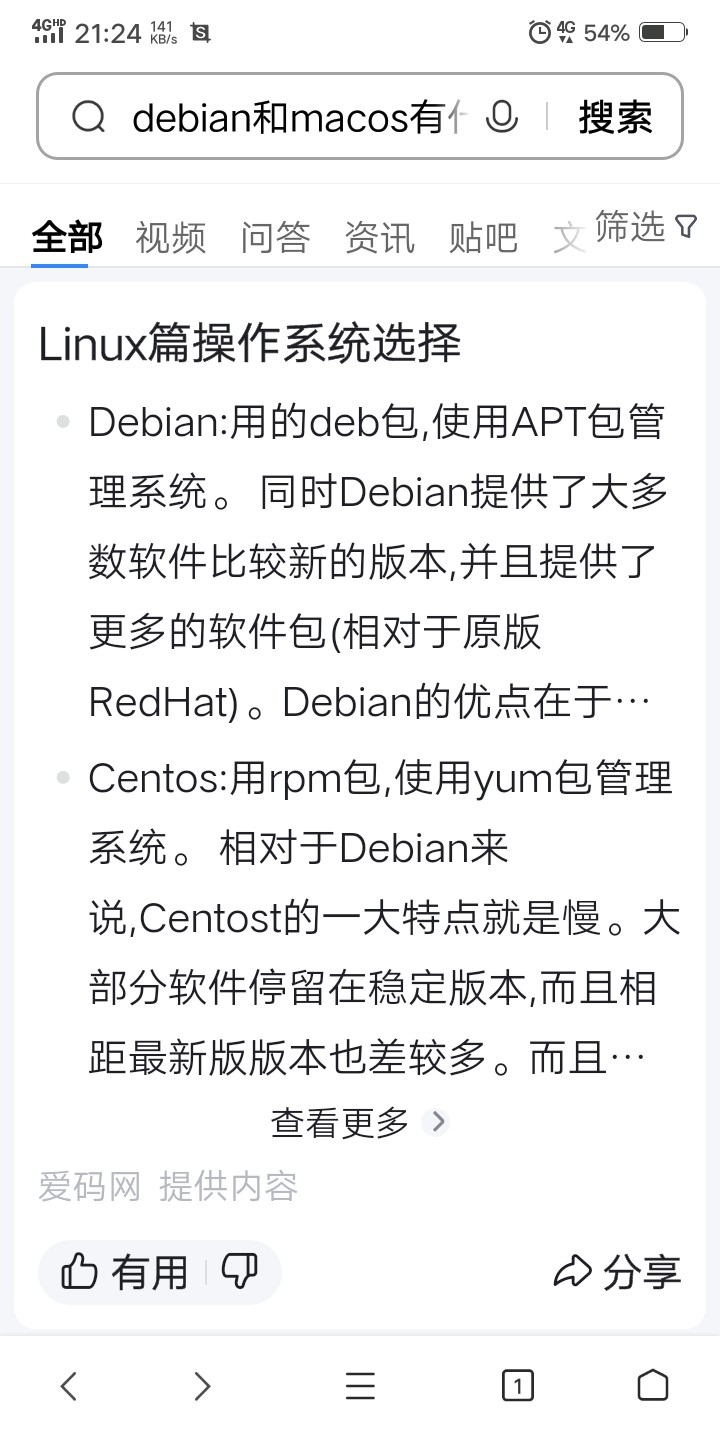 4GHD 21:24 141 KB/s 4G 54%
debian和macos有 搜索
全部 视频 问答 资讯 贴吧 文 筛选
Linux篇操作系统选择
Debian:用的deb包,使用APT包管
理系统。 同时Debian提供了大多
数软件比较新的版本,并且提供了
更多的软件包(相对于原版
RedHat)。Debian的优点在于…
Centos:用rpm包,使用yum包管理
系统。 相对于Debian来
说,Centost的一大特点就是慢。大
部分软件停留在稳定版本,而且相
距最新版版本也差较多。而且…
查看更多
爱码网 提供内容
有用 分享
1